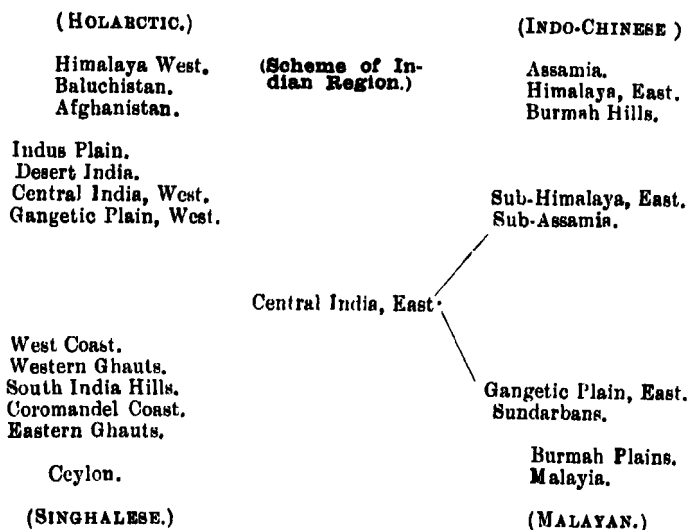 (HOLARCTIC.)
Himalaya West.
Baluchistan.
Afghanistan.
(Scheme of In-
dian Region.)
(INDO-CHINESE )
Assamia.
Himalaya, East.
Burmah Hills.
Indus Plain.
Desert India.
Central India, West.
Gangetic Plain, West.
Sub-Himalaya, East.
Sub-Assamia.
Central India, East.
West Coast.
Western Ghauts.
South India Hills.
Coromandel Coast.
Eastern Ghauts.
Ceylon.
(SINGHALESE.)
Gangetic Plain, East.
Sundarbans.
Burmah Plains.
Malayia.
(MALAYAN.)